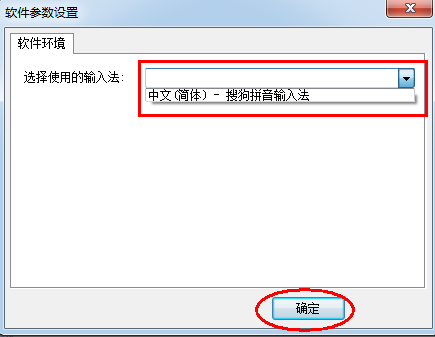 软件参数设置
软件环境
选择使用的输入法:
中文(简体) - 搜狗拼音输入法
确定